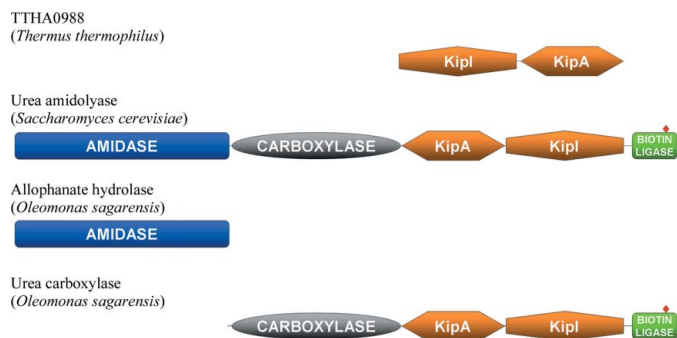 TTHA0988
(Thermus thermophilus)
KipI KipA
Urea amidolyase
(Saccharomyces cerevisiae)
AMIDASE CARBOXYLASE KipA KipI BIOTIN
LIGASE
Allophanate hydrolase
(Oleomonas sagarensis)
AMIDASE
Urea carboxylase
(Oleomonas sagarensis)
CARBOXYLASE KipA KipI BIOTIN
LIGASE